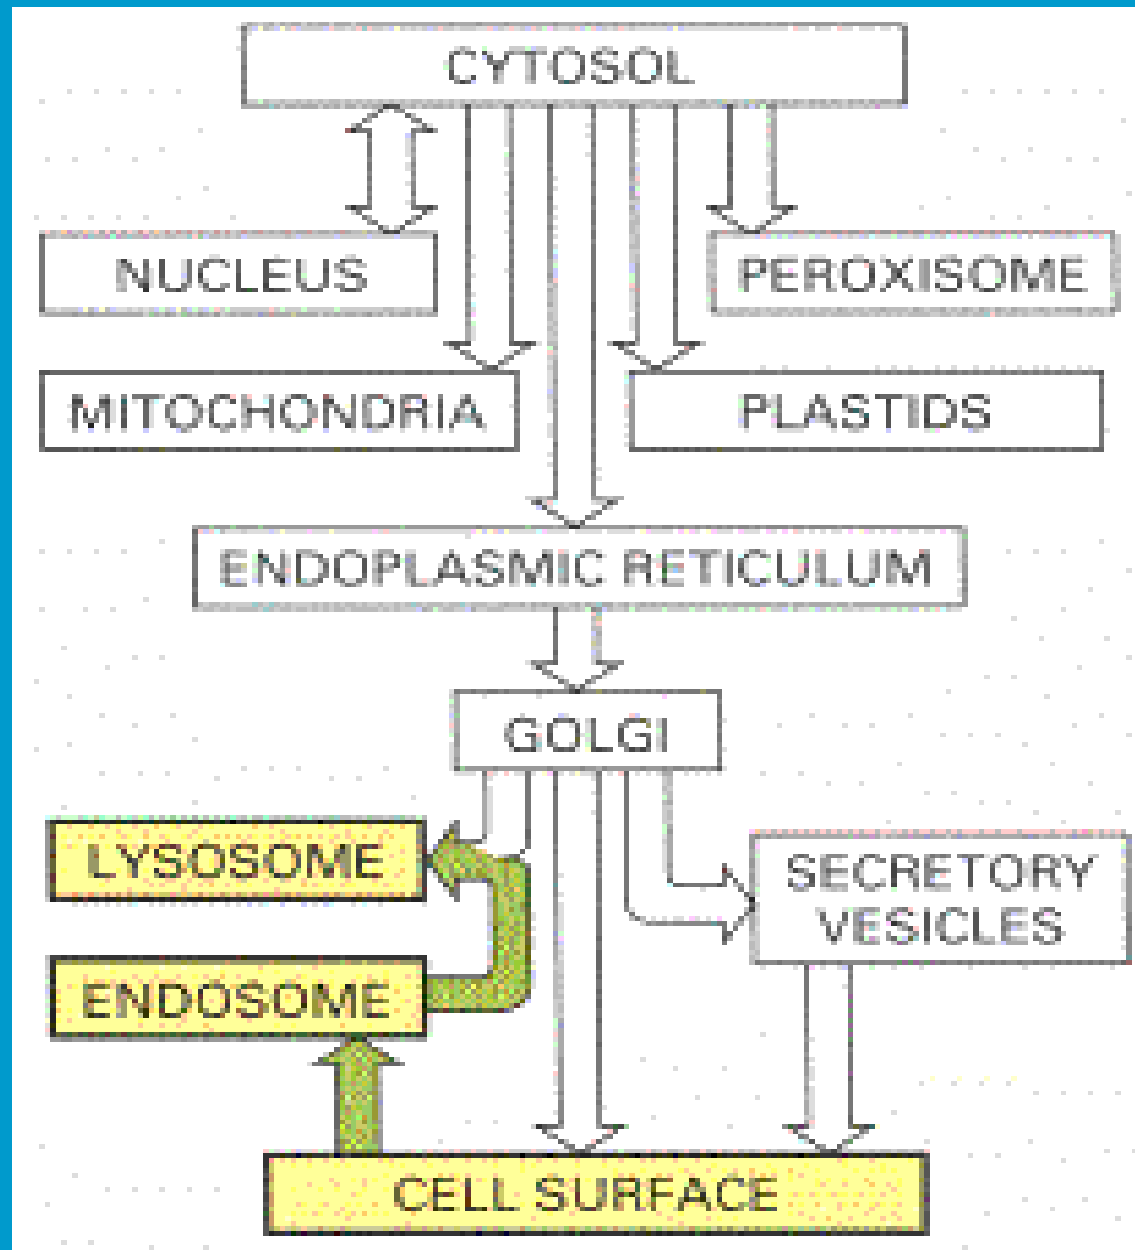 CYTOSOL
NUCLEUS
PEROXISOME
MITOCHONDRIA
PLASTIDS
ENDOPLASMIC RETICULUM
GOLGI
LYSOSOME
SECRETORY
VESICLES
ENDOSOME
CELL SURFACE